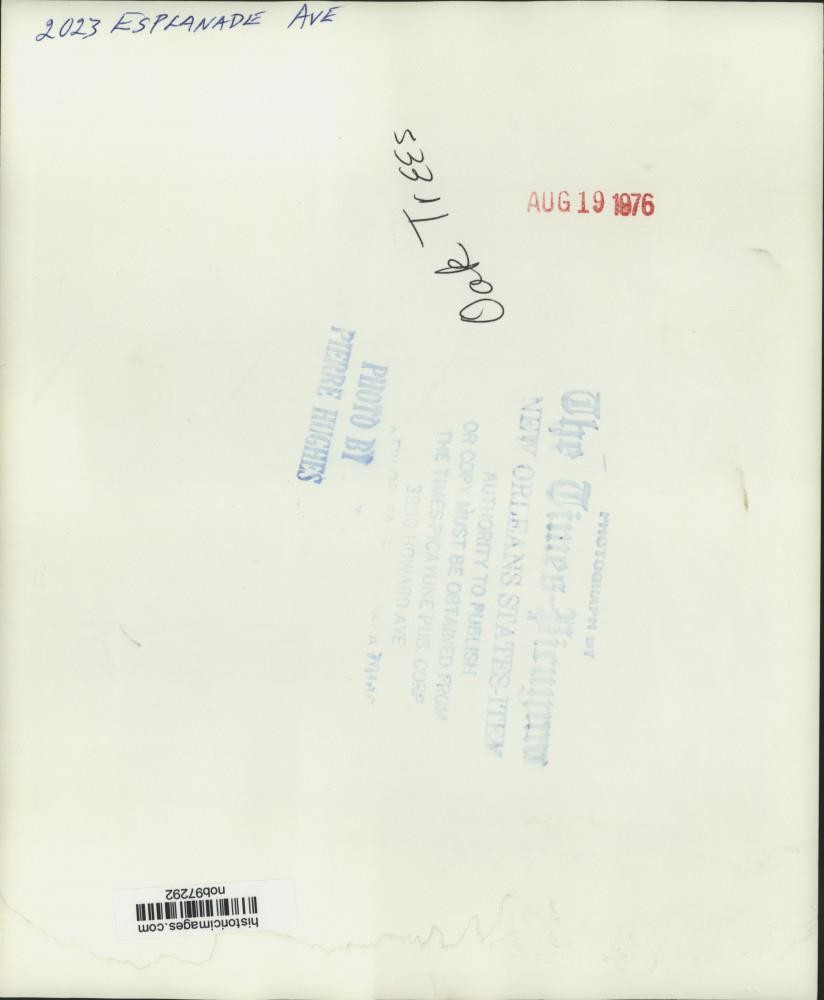 2023 ESPLANADE AVE
Oak Trees
AUG 19 1976
PHOTOGRAPH BY
The Times-Picayune
NEW ORLEANS STATES-ITEM
AUTHORITY TO PUBLISH
OR COPY MUST BE OBTAINED FROM
THE TIMES-PICAYUNE PUB. CORP.
3800 HOWARD AVE
PHOTO BY
PIERRE HUGHES
historicimages.com
nob97292